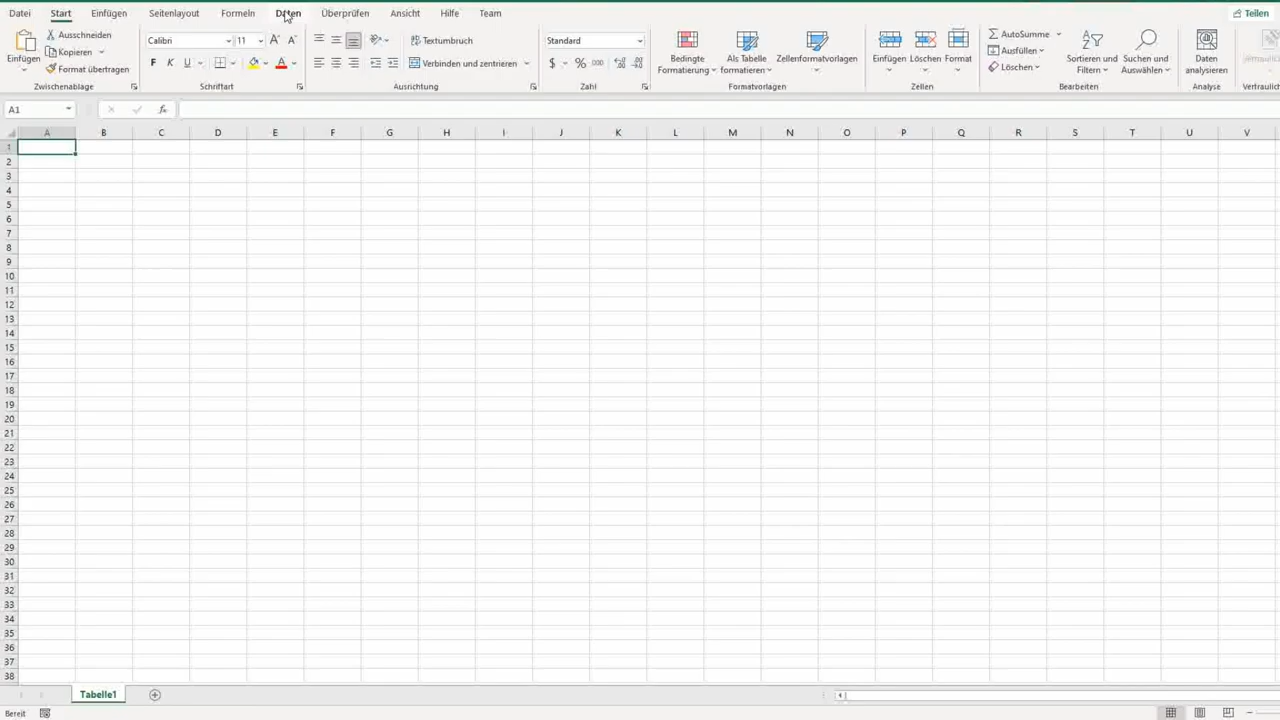 Datei Start Einfügen Seitenlayout Formeln Daten Überprüfen Ansicht Hilfe Team Teilen
Einfügen
Ausschneiden
Kopieren
Format übertragen
Zwischenablage
Calibri 11
F K U
Schriftart
Textumbruch
Verbinden und zentrieren
Ausrichtung
Standard
$ % 000
Zahl
Bedingte Formatierung
Als Tabelle formatieren
Zellenformatvorlagen
Formatvorlagen
Einfügen Löschen Format
Zellen
AutoSumme
Ausfüllen
Löschen
Sortieren und Filtern
Suchen und Auswählen
Bearbeiten
Daten analysieren
Analyse
A1 fx
A B C D E F G H I J K L M N O P Q R S T U V
1
2
3
4
5
6
7
8
9
10
11
12
13
14
15
16
17
18
19
20
21
22
23
24
25
26
27
28
29
30
31
32
33
34
35
36
37
38
Tabelle1
Bereit